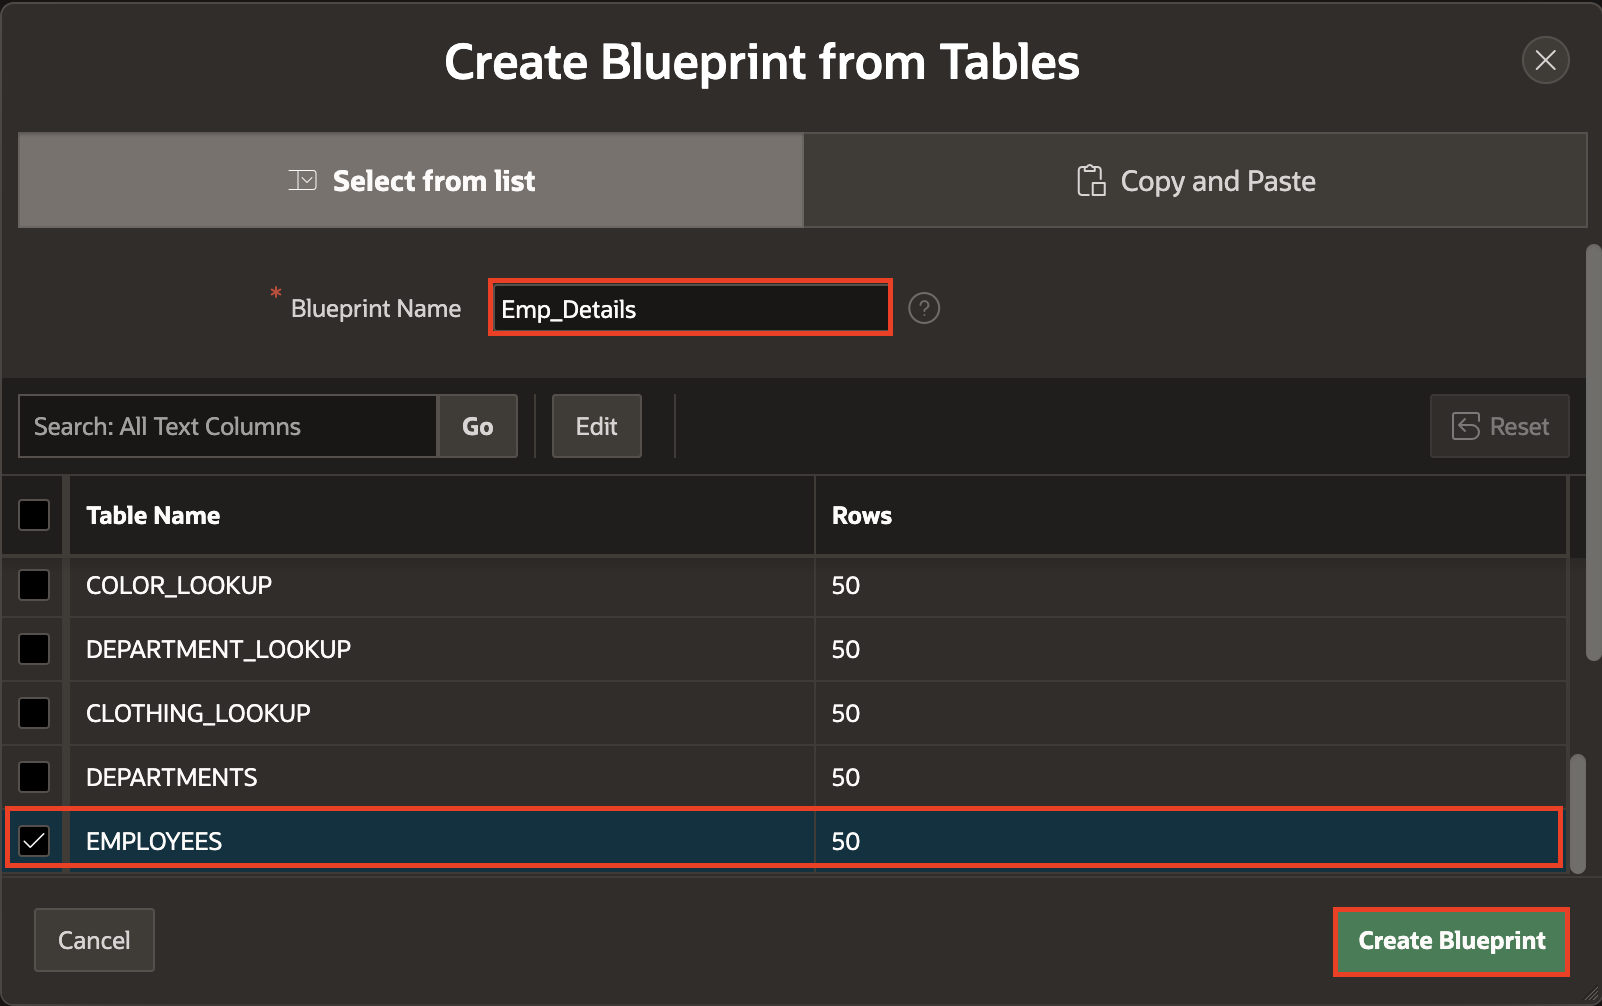 Create Blueprint from Tables
Select from list
Copy and Paste
* Blueprint Name
Emp_Details
?
Search: All Text Columns
Go
Edit
Reset
Table Name
Rows
COLOR_LOOKUP
50
DEPARTMENT_LOOKUP
50
CLOTHING_LOOKUP
50
DEPARTMENTS
50
EMPLOYEES
50
Cancel
Create Blueprint